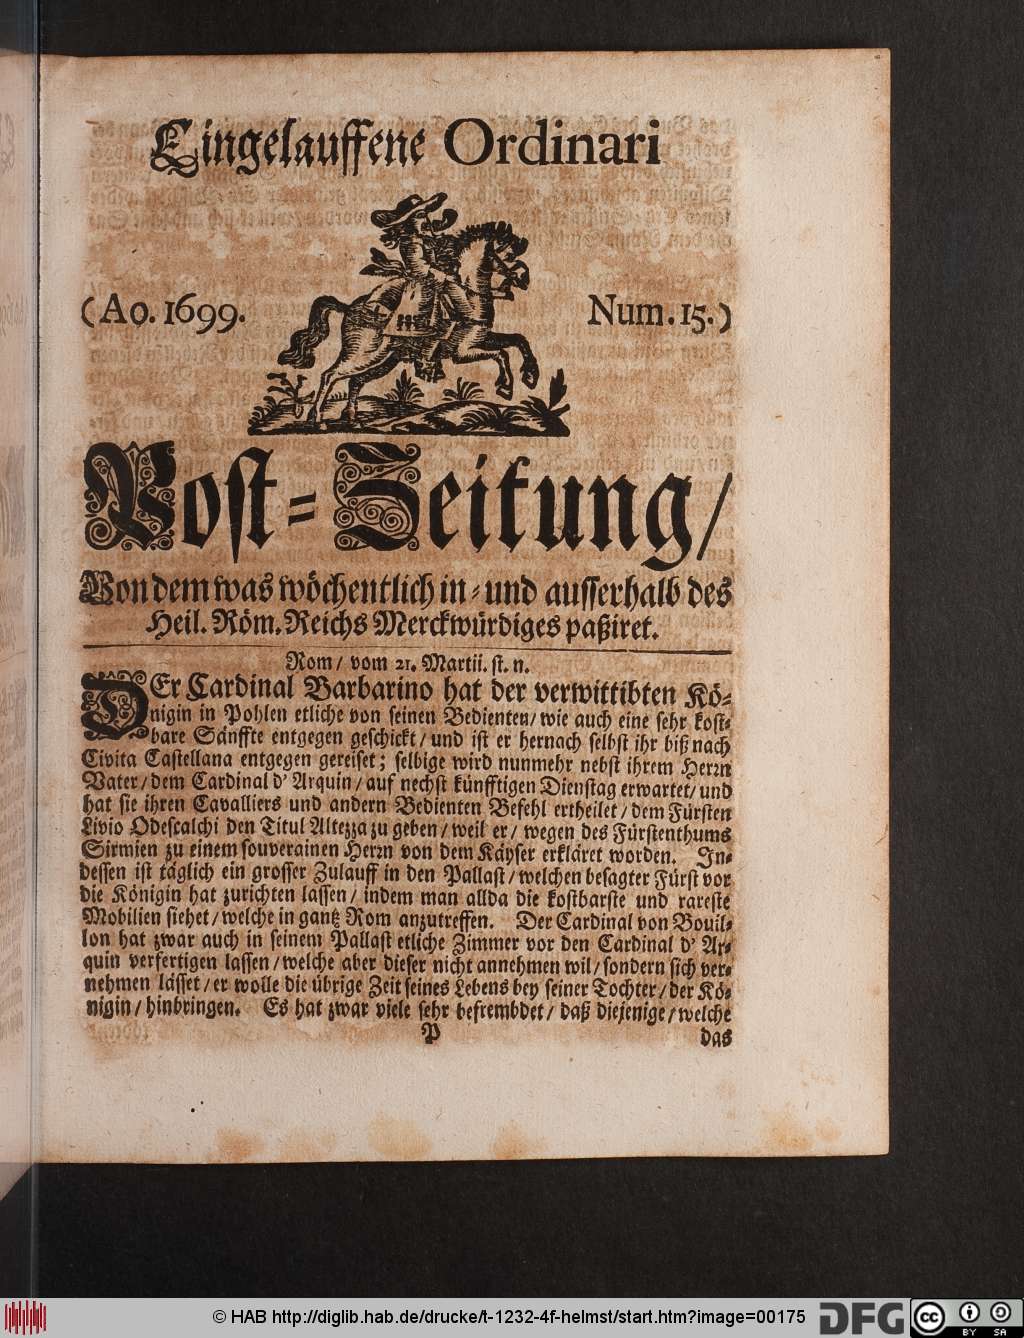 Eingelauffene Ordinari
(Ao. 1699.
Num. 15.)
Post-Zeitung/
Von dem was wöchentlich in- und ausserhalb des
Heil. Röm. Reichs Merckwürdiges paßiret.
Rom/ vom 21. Martii. st. n.
DEr Cardinal Barbarino hat der verwittibten Kö-
nigin in Pohlen etliche von seinen Bedienten/ wie auch eine sehr kost-
bare Sänffte entgegen geschickt/ und ist er hernach selbst ihr biß nach
Civita Castellana entgegen gereiset; selbige wird nunmehr nebst ihrem Herrn
Vater/ dem Cardinal d' Arquin/ auf nechst künfftigen Dienstag erwartet/ und
hat sie ihren Cavalliers und andern Bedienten Befehl ertheilet/ dem Fürsten
Livio Odescalchi den Titul Altezza zu geben/ weil er/ wegen des Fürstenthums
Sirmien zu einem souverainen Herrn von dem Käyser erkläret worden. In-
dessen ist täglich ein grosser Zulauff in den Pallast/ welchen besagter Fürst vor
die Königin hat zurichten lassen/ indem man allda die kostbarste und rareste
Mobilien siehet/ welche in gantz Rom anzutreffen. Der Cardinal von Bouil-
lon hat zwar auch in seinem Pallast etliche Zimmer vor den Cardinal d' Ar-
quin verfertigen lassen/ welche aber dieser nicht annehmen wil/ sondern sich ver-
nehmen lässet/ er wolle die übrige Zeit seines Lebens bey seiner Tochter/ der Kö-
nigin/ hinbringen. Es hat zwar viele sehr befrembdet/ daß diejenige/ welche
P
das
© HAB http://diglib.hab.de/drucke/t-1232-4f-helmst/start.htm?image=00175
DFG
cc
BY SA